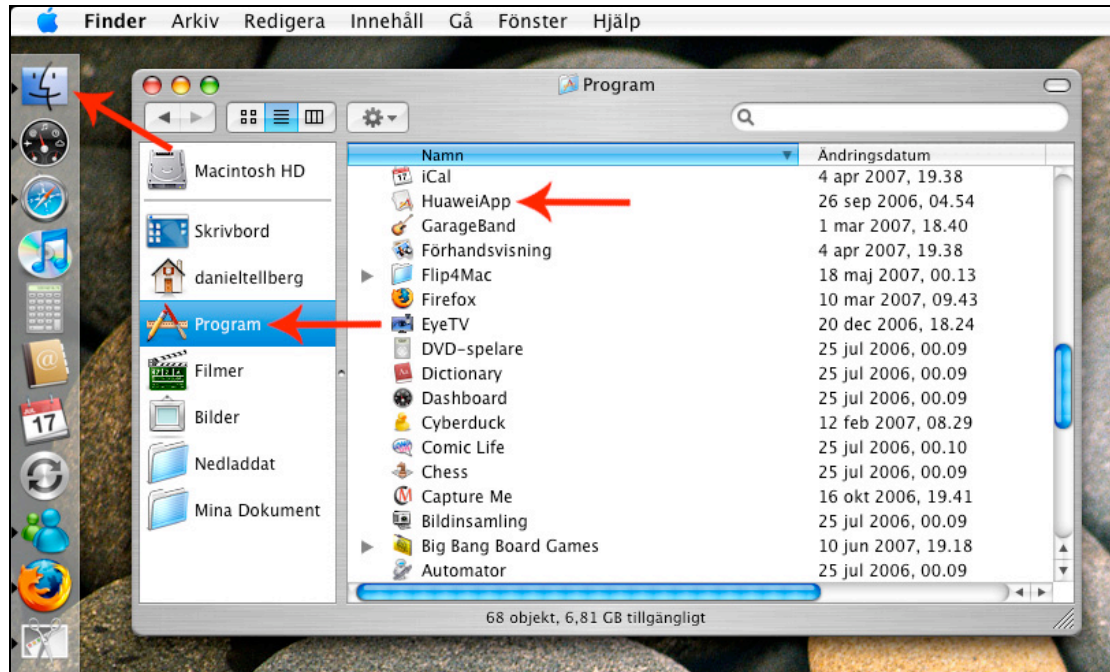 Finder Arkiv Redigera Innehåll Gå Fönster Hjälp
Program
Macintosh HD
Skrivbord
danieltellberg
Program
Filmer
Bilder
Nedladdat
Mina Dokument
Namn Ändringsdatum
iCal 4 apr 2007, 19.38
HuaweiApp 26 sep 2006, 04.54
GarageBand 1 mar 2007, 18.40
Förhandsvisning 4 apr 2007, 19.38
Flip4Mac 18 maj 2007, 00.13
Firefox 10 mar 2007, 09.43
EyeTV 20 dec 2006, 18.24
DVD-spelare 25 jul 2006, 00.09
Dictionary 25 jul 2006, 00.09
Dashboard 25 jul 2006, 00.09
Cyberduck 12 feb 2007, 08.29
Comic Life 25 jul 2006, 00.10
Chess 25 jul 2006, 00.09
Capture Me 16 okt 2006, 19.41
Bildinsamling 25 jul 2006, 00.09
Big Bang Board Games 10 jun 2007, 19.18
Automator 25 jul 2006, 00.09
68 objekt, 6,81 GB tillgängligt
@
JUL
17